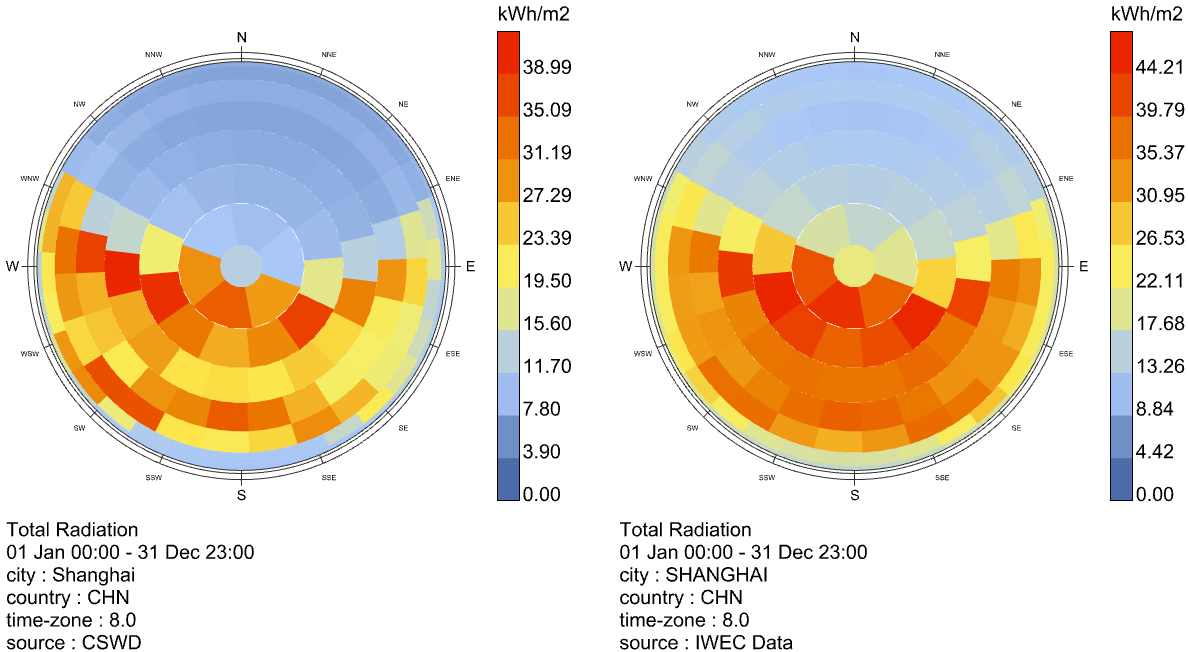 kWh/m2
38.99
35.09
31.19
27.29
23.39
19.50
15.60
11.70
7.80
3.90
0.00
N
NNE
NE
ENE
E
ESE
SE
SSE
S
SSW
SW
WSW
W
WNW
NW
NNW
Total Radiation
01 Jan 00:00 - 31 Dec 23:00
city : Shanghai
country : CHN
time-zone : 8.0
source : CSWD
kWh/m2
44.21
39.79
35.37
30.95
26.53
22.11
17.68
13.26
8.84
4.42
0.00
N
NNE
NE
ENE
E
ESE
SE
SSE
S
SSW
SW
WSW
W
WNW
NW
NNW
Total Radiation
01 Jan 00:00 - 31 Dec 23:00
city : SHANGHAI
country : CHN
time-zone : 8.0
source : IWEC Data